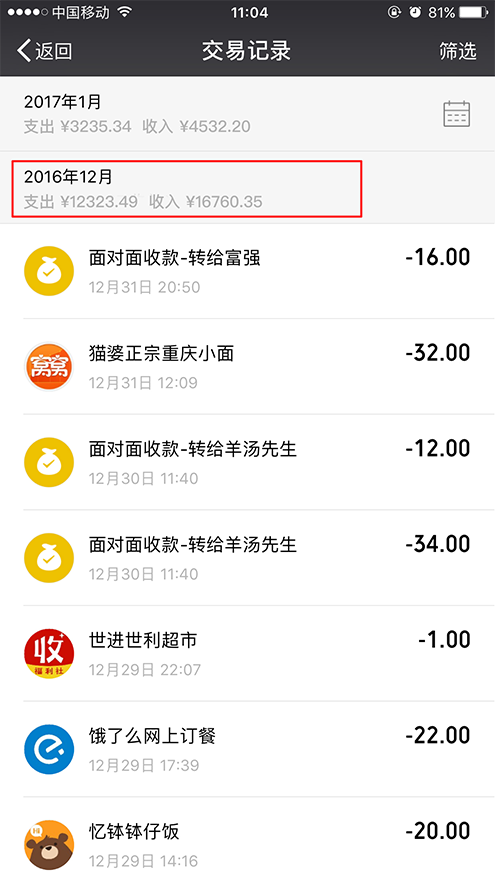 中国移动
11:04
81%
返回
交易记录
筛选
2017年1月
支出 ¥3235.34 收入 ¥4532.20
2016年12月
支出 ¥12323.49 收入 ¥16760.35
面对面收款-转给富强
-16.00
12月31日 20:50
窝窝
猫婆正宗重庆小面
-32.00
12月31日 12:09
面对面收款-转给羊汤先生
-12.00
12月30日 11:40
面对面收款-转给羊汤先生
-34.00
12月30日 11:40
收
福利社
世进世利超市
-1.00
12月29日 22:07
饿了么网上订餐
-22.00
12月29日 17:39
忆钵钵仔饭
-20.00
12月29日 14:16